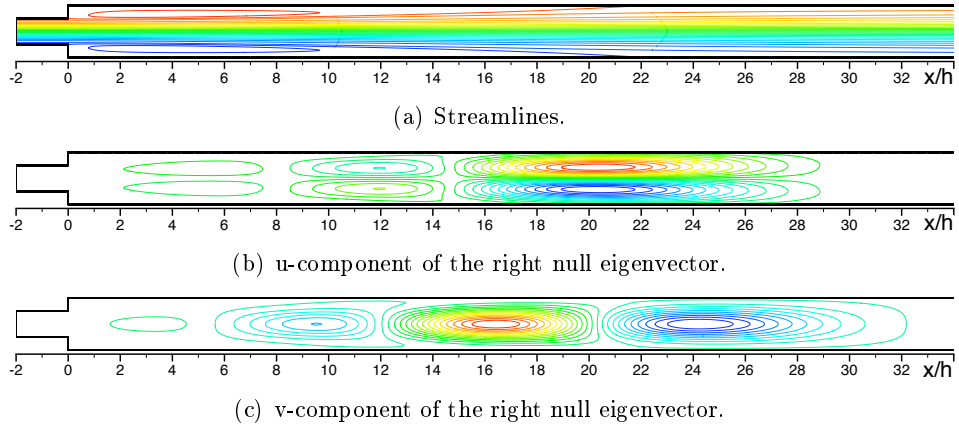 -2 0 2 4 6 8 10 12 14 16 18 20 22 24 26 28 30 32 x/h
(a) Streamlines.
-2 0 2 4 6 8 10 12 14 16 18 20 22 24 26 28 30 32 x/h
(b) u-component of the right null eigenvector.
-2 0 2 4 6 8 10 12 14 16 18 20 22 24 26 28 30 32 x/h
(c) v-component of the right null eigenvector.